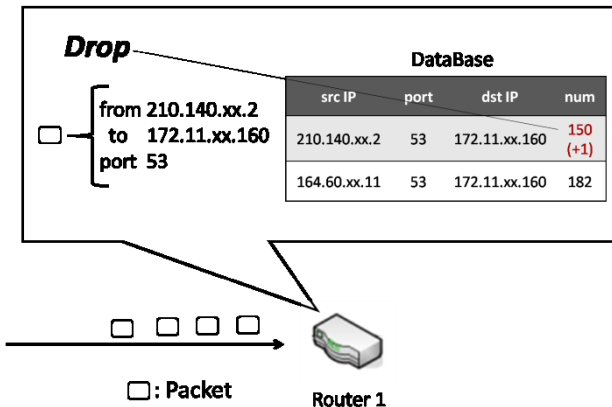 Drop
from 210.140.xx.2
to 172.11.xx.160
port 53
DataBase
src IP port dst IP num
210.140.xx.2 53 172.11.xx.160 150
(+1)
164.60.xx.11 53 172.11.xx.160 182
: Packet
Router 1